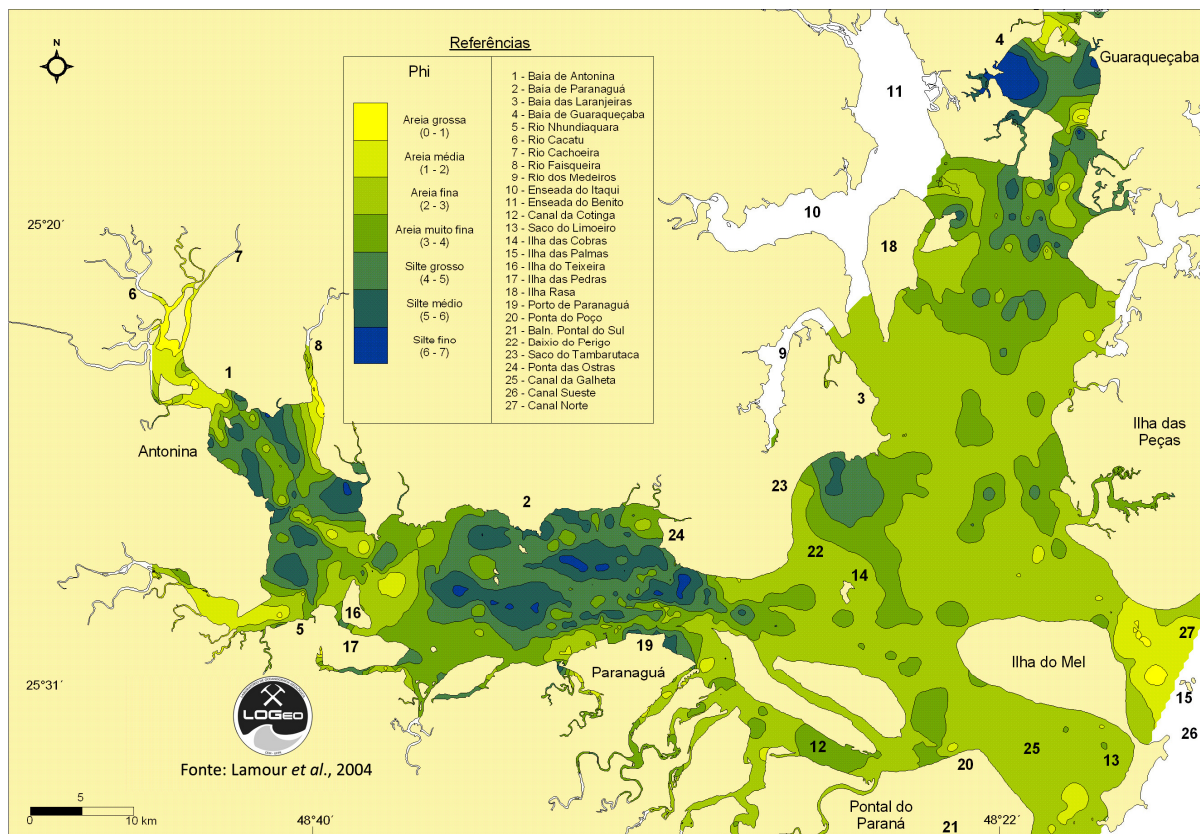 N
Referências
Phi
Areia grossa
(0 - 1)
Areia média
(1 - 2)
Areia fina
(2 - 3)
Areia muito fina
(3 - 4)
Silte grosso
(4 - 5)
Silte médio
(5 - 6)
Silte fino
(6 - 7)
1 - Baia de Antonina
2 - Baia de Paranaguá
3 - Baía das Laranjeiras
4 - Baia de Guaraqueçaba
5 - Rio Nhundiaquara
6 - Rio Cacatu
7 - Rio Cachoeira
8 - Rio Faisqueira
9 - Rio dos Medeiros
10 - Enseada do Itaqui
11 - Enseada do Benito
12 - Canal da Cotinga
13 - Saco do Limoeiro
14 - Ilha das Cobras
15 - Ilha das Palmas
16 - Ilha do Teixeira
17 - Ilha das Pedras
18 - Ilha Rasa
19 - Porto de Paranaguá
20 - Ponta do Poço
21 - Baln. Pontal do Sul
22 - Daixio do Perigo
23 - Saco do Tambarutaca
24 - Ponta das Ostras
25 - Canal da Galheta
26 - Canal Sueste
27 - Canal Norte
4
Guaraqueçaba
11
25°20´
10
18
7
6
8
9
1
3
Antonina
Ilha das
Peças
23
2
24
22
14
16
5
17
19
27
Paranaguá
Ilha do Mel
25°31´
15
26
LOGeo
12
25
13
20
Fonte: Lamour et al., 2004
5
0
10 km
48°40´
Pontal do
Paraná
48°22´
21